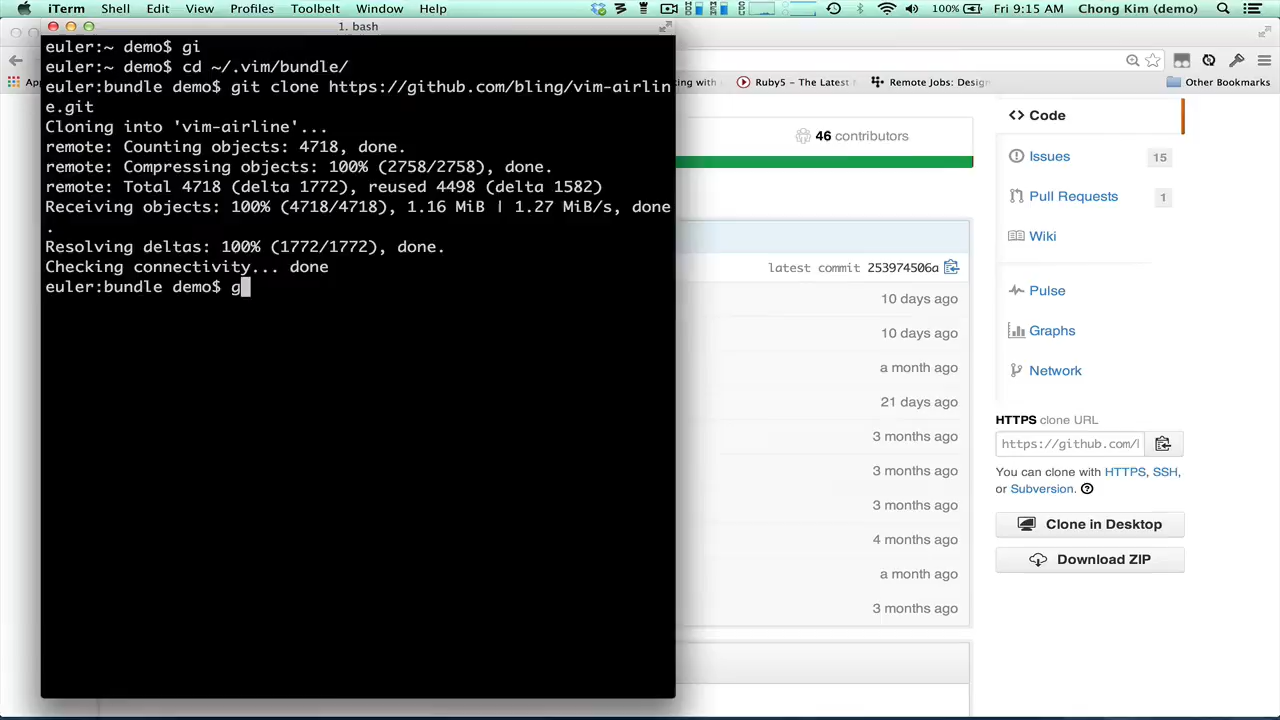 iTerm Shell Edit View Profiles Toolbelt Window Help 100% Fri 9:15 AM Chong Kim (demo)
1. bash
euler:~ demo$ gi
euler:~ demo$ cd ~/.vim/bundle/
euler:bundle demo$ git clone https://github.com/bling/vim-airlin
e.git
Cloning into 'vim-airline'...
remote: Counting objects: 4718, done.
remote: Compressing objects: 100% (2758/2758), done.
remote: Total 4718 (delta 1772), reused 4498 (delta 1582)
Receiving objects: 100% (4718/4718), 1.16 MiB | 1.27 MiB/s, done
.
Resolving deltas: 100% (1772/1772), done.
Checking connectivity... done
euler:bundle demo$ g
Ap
ing with
Ruby5 - The Latest N
Remote Jobs: Design
Other Bookmarks
46 contributors
latest commit 253974506a
10 days ago
10 days ago
a month ago
21 days ago
3 months ago
3 months ago
3 months ago
4 months ago
a month ago
3 months ago
<> Code
Issues 15
Pull Requests 1
Wiki
Pulse
Graphs
Network
HTTPS clone URL
https://github.com/l
You can clone with HTTPS, SSH,
or Subversion.
Clone in Desktop
Download ZIP